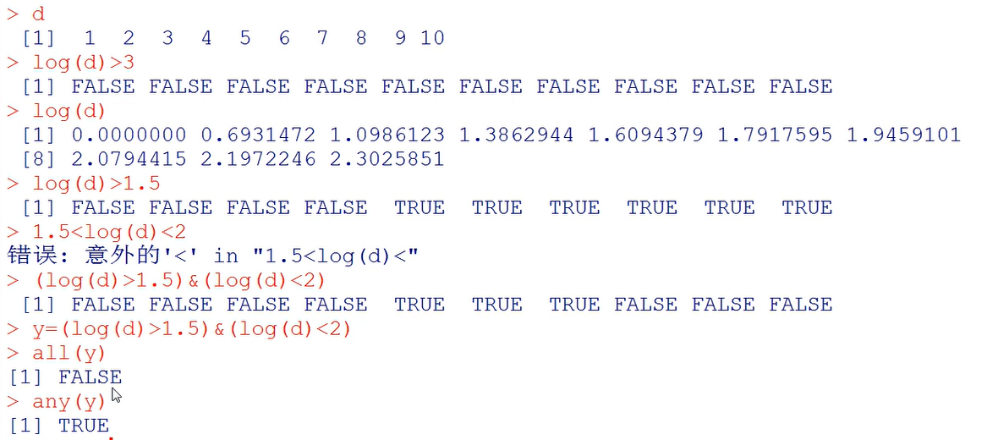 > d
 [1]  1  2  3  4  5  6  7  8  9 10
> log(d)>3
 [1] FALSE FALSE FALSE FALSE FALSE FALSE FALSE FALSE FALSE FALSE
> log(d)
 [1] 0.0000000 0.6931472 1.0986123 1.3862944 1.6094379 1.7917595 1.9459101
 [8] 2.0794415 2.1972246 2.3025851
> log(d)>1.5
 [1] FALSE FALSE FALSE FALSE  TRUE  TRUE  TRUE  TRUE  TRUE  TRUE
> 1.5<log(d)<2
错误: 意外的'<' in "1.5<log(d)<"
> (log(d)>1.5)&(log(d)<2)
 [1] FALSE FALSE FALSE FALSE  TRUE  TRUE  TRUE FALSE FALSE FALSE
> y=(log(d)>1.5)&(log(d)<2)
> all(y)
[1] FALSE
> any(y)
[1] TRUE